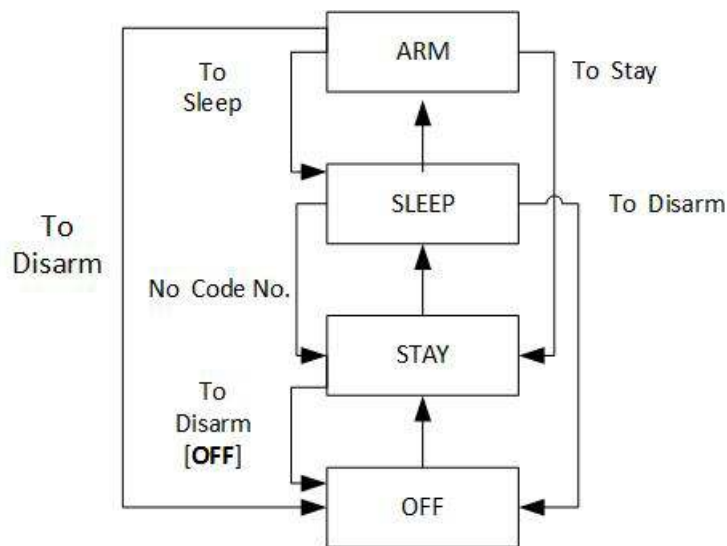 ARM
To
Sleep
To Stay
SLEEP
To Disarm
To
Disarm
No Code No.
STAY
To
Disarm
[OFF]
OFF